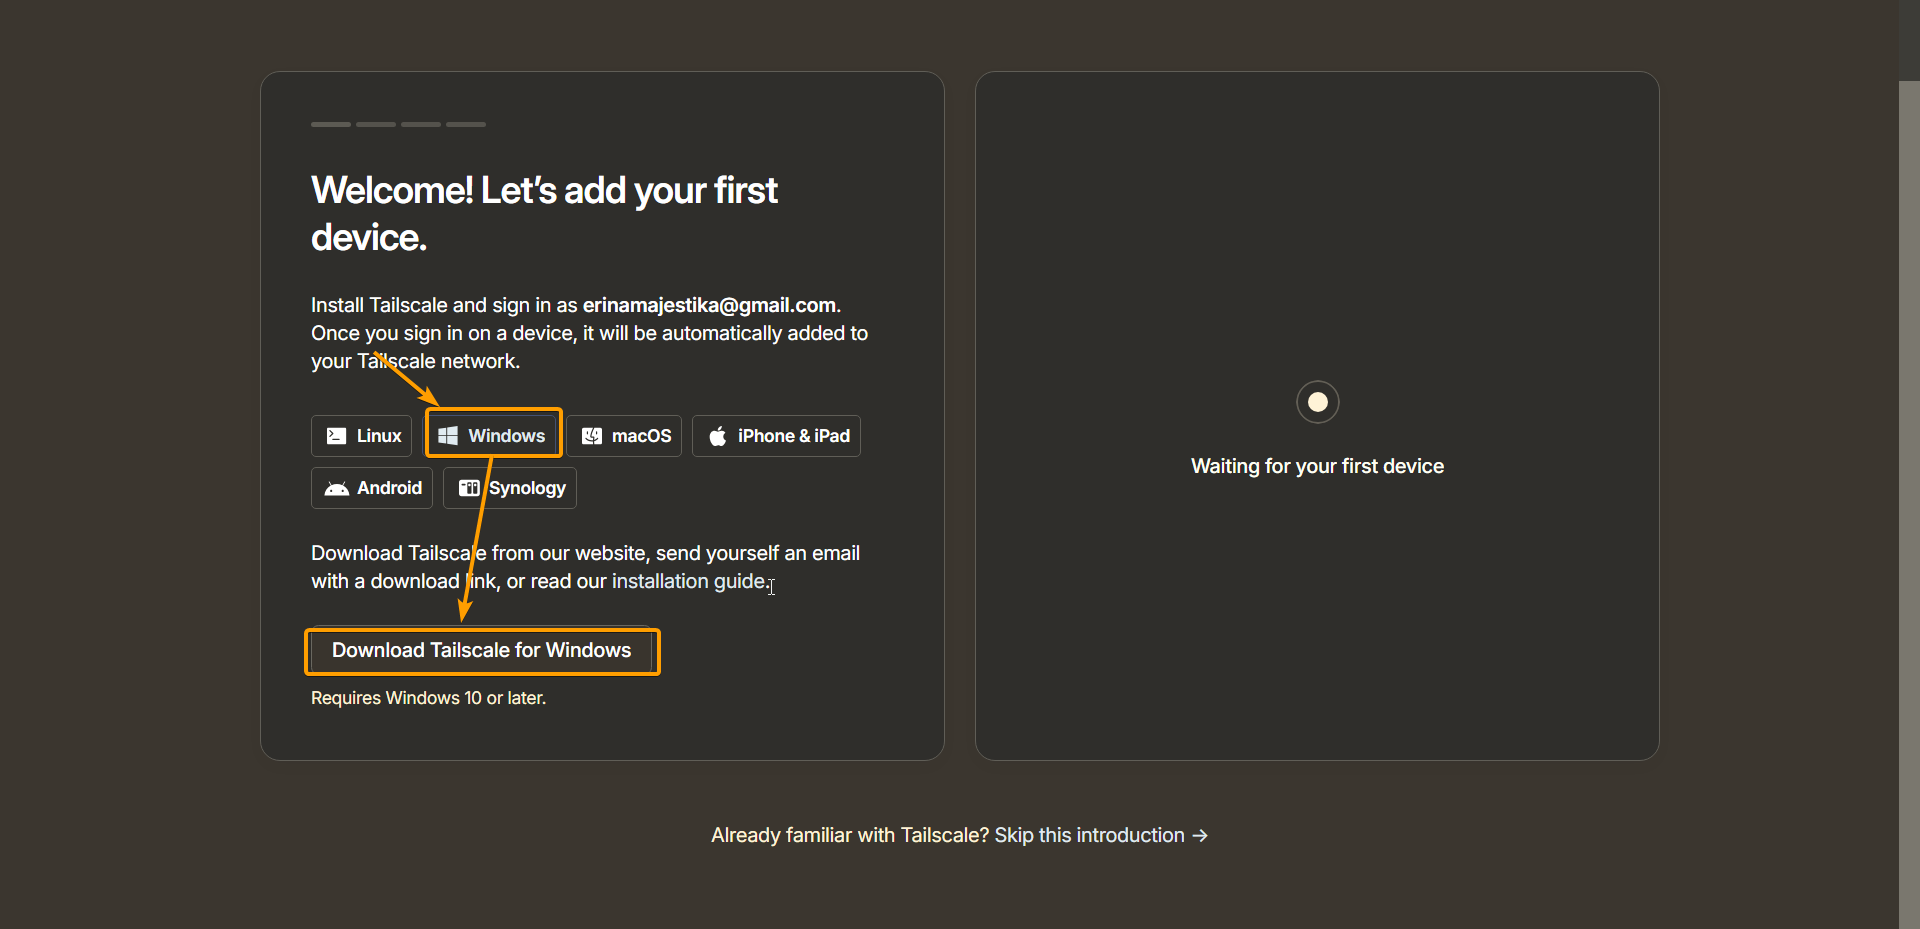 Welcome! Let’s add your first
device.
Install Tailscale and sign in as erinamajestika@gmail.com.
Once you sign in on a device, it will be automatically added to
your Tailscale network.
Linux Windows macOS iPhone & iPad
Android Synology
Download Tailscale from our website, send yourself an email
with a download link, or read our installation guide.
Download Tailscale for Windows
Requires Windows 10 or later.
Waiting for your first device
Already familiar with Tailscale? Skip this introduction →